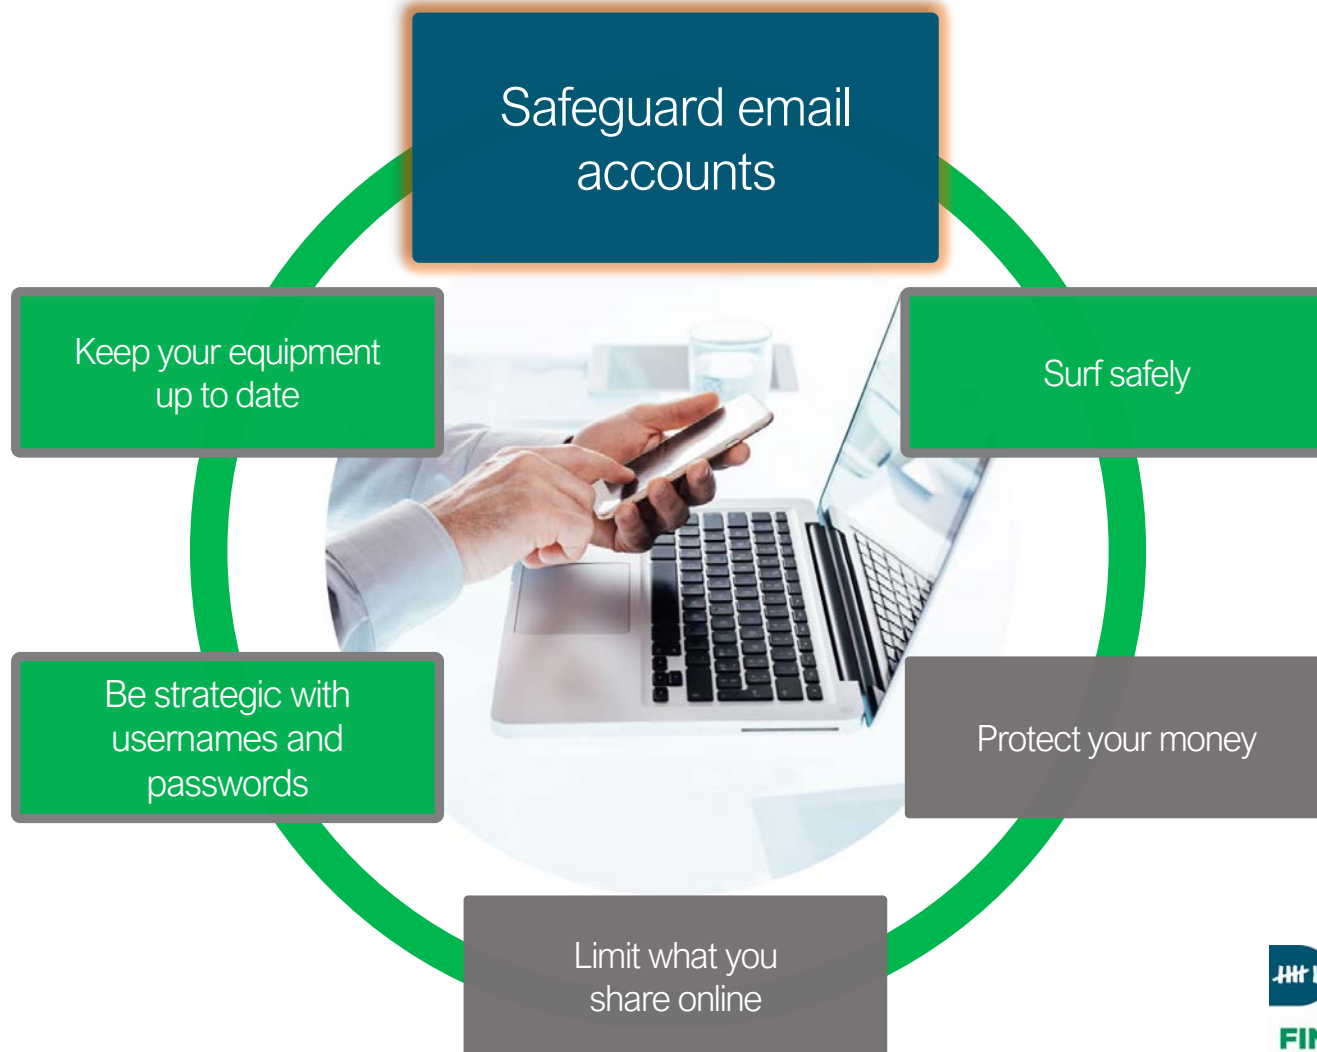 Safeguard email
accounts
Keep your equipment
up to date
Surf safely
Be strategic with
usernames and
passwords
Protect your money
Limit what you
share online
FIN